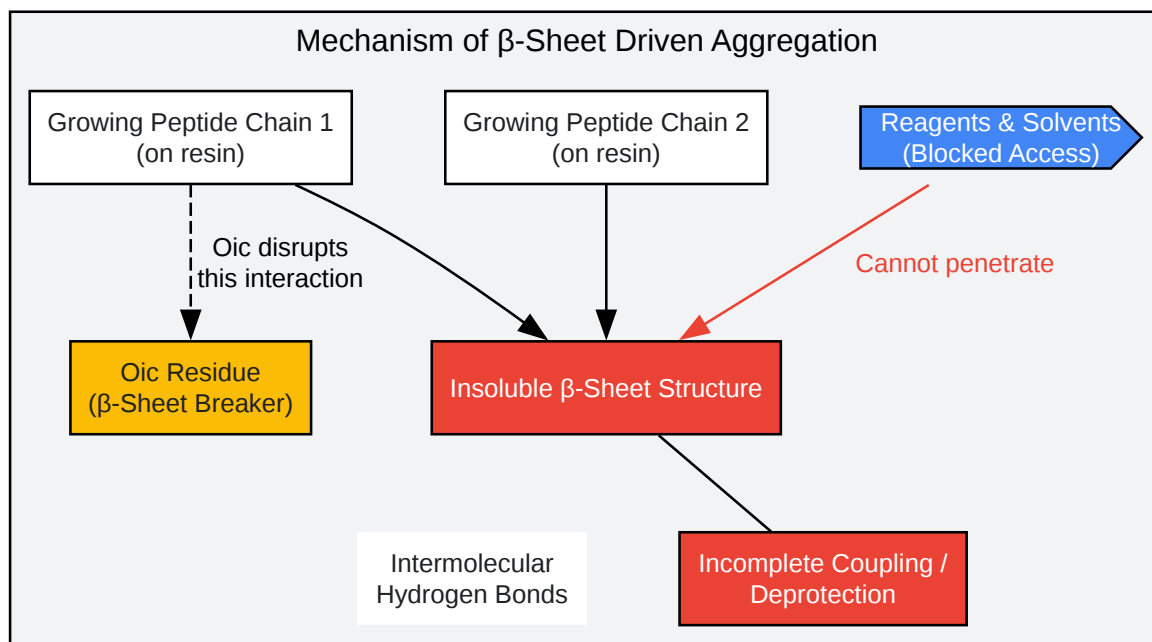 Mechanism of β-Sheet Driven Aggregation
Growing Peptide Chain 1
(on resin)
Growing Peptide Chain 2
(on resin)
Reagents & Solvents
(Blocked Access)
Oic disrupts
this interaction
Cannot penetrate
Oic Residue
(β-Sheet Breaker)
Insoluble β-Sheet Structure
Intermolecular
Hydrogen Bonds
Incomplete Coupling /
Deprotection